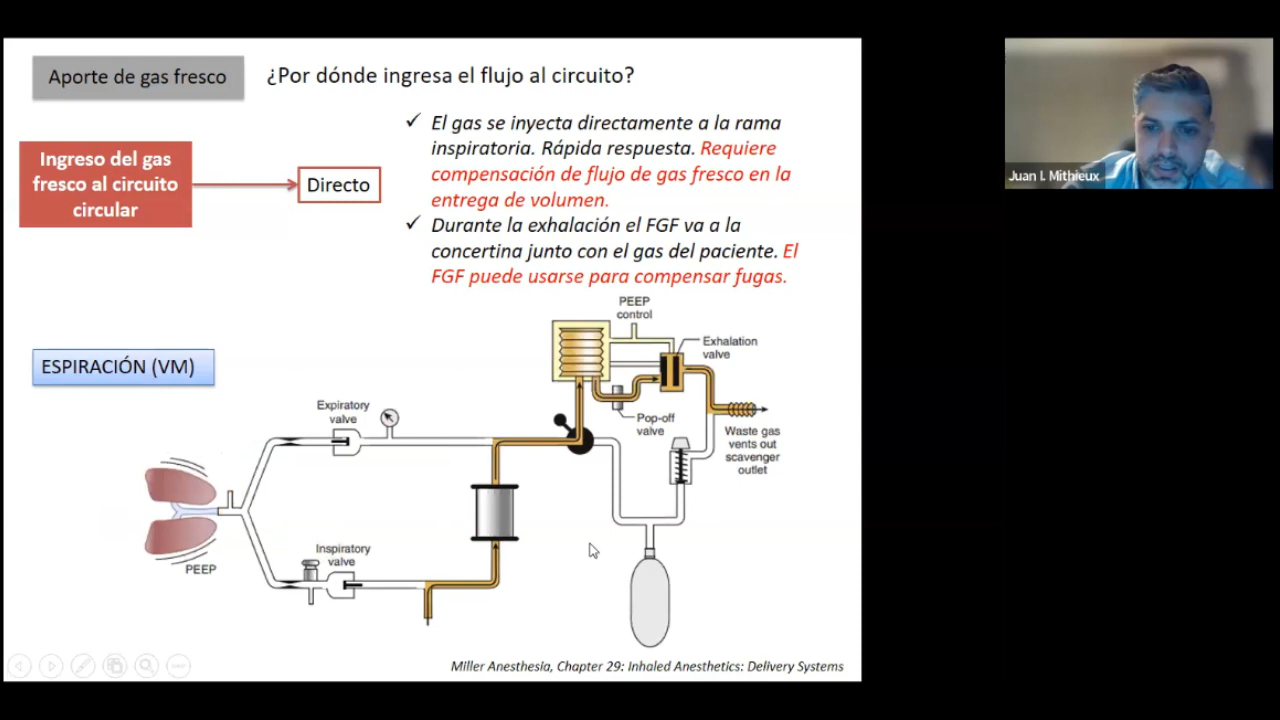 Aporte de gas fresco
¿Por dónde ingresa el flujo al circuito?
Ingreso del gas
fresco al circuito
circular
Directo
✓ El gas se inyecta directamente a la rama
inspiratoria. Rápida respuesta. Requiere
compensación de flujo de gas fresco en la
entrega de volumen.
✓ Durante la exhalación el FGF va a la
concertina junto con el gas del paciente. El
FGF puede usarse para compensar fugas.
Juan I. Mithieux
ESPIRACIÓN (VM)
PEEP
control
Exhalation
valve
Expiratory
valve
Pop-off
valve
Waste gas
vents out
scavenger
outlet
Inspiratory
valve
PEEP
Miller Anesthesia, Chapter 29: Inhaled Anesthetics: Delivery Systems